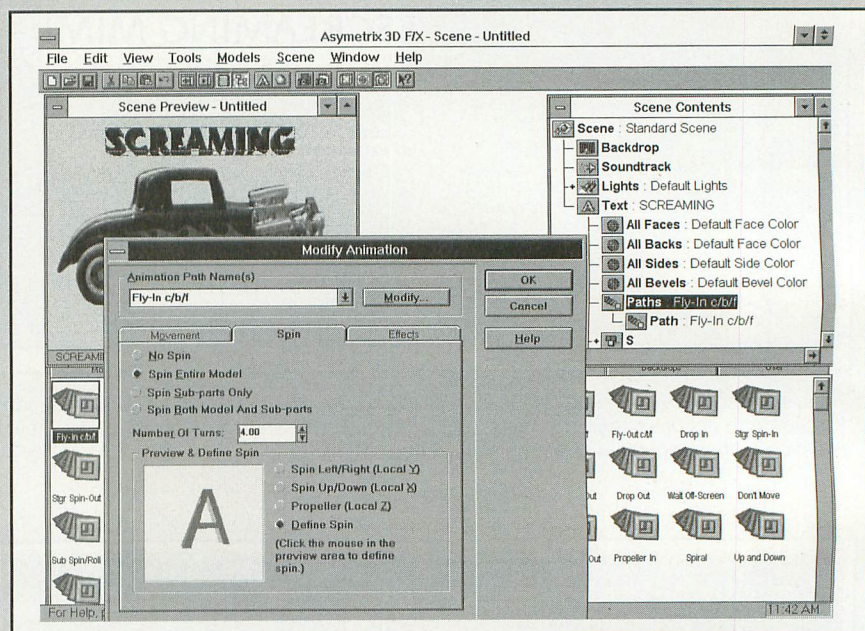 Asymetrix 3D F/X - Scene - Untitled
File Edit View Tools Models Scene Window Help
Scene Preview - Untitled
SCREAMING
Scene Contents
Scene : Standard Scene
Backdrop
Soundtrack
Lights : Default Lights
Text : SCREAMING
All Faces : Default Face Color
All Backs : Default Face Color
All Sides : Default Side Color
All Bevels : Default Bevel Color
Paths : Fly-In c/b/f
Path : Fly-In c/b/f
S
Modify Animation
Animation Path Name(s)
Fly-In c/b/f
Modify...
OK
Cancel
Help
Movement Spin Effects
No Spin
Spin Entire Model
Spin Sub-parts Only
Spin Both Model And Sub-parts
Number Of Turns: 4.00
Preview & Define Spin
A
Spin Left/Right (Local Y)
Spin Up/Down (Local X)
Propeller (Local Z)
Define Spin
(Click the mouse in the
preview area to define
spin.)
SCREAMI
Backdrops User
Fly-In c/b/f
Stgr Spin-Out
Sub Spin/Roll
Fly-Out c/b/f Drop In Stgr Spin-In
Out Drop Out Wait Off-Screen Don't Move
Out Propeller In Spiral Up and Down
For Help, p
11:42 AM